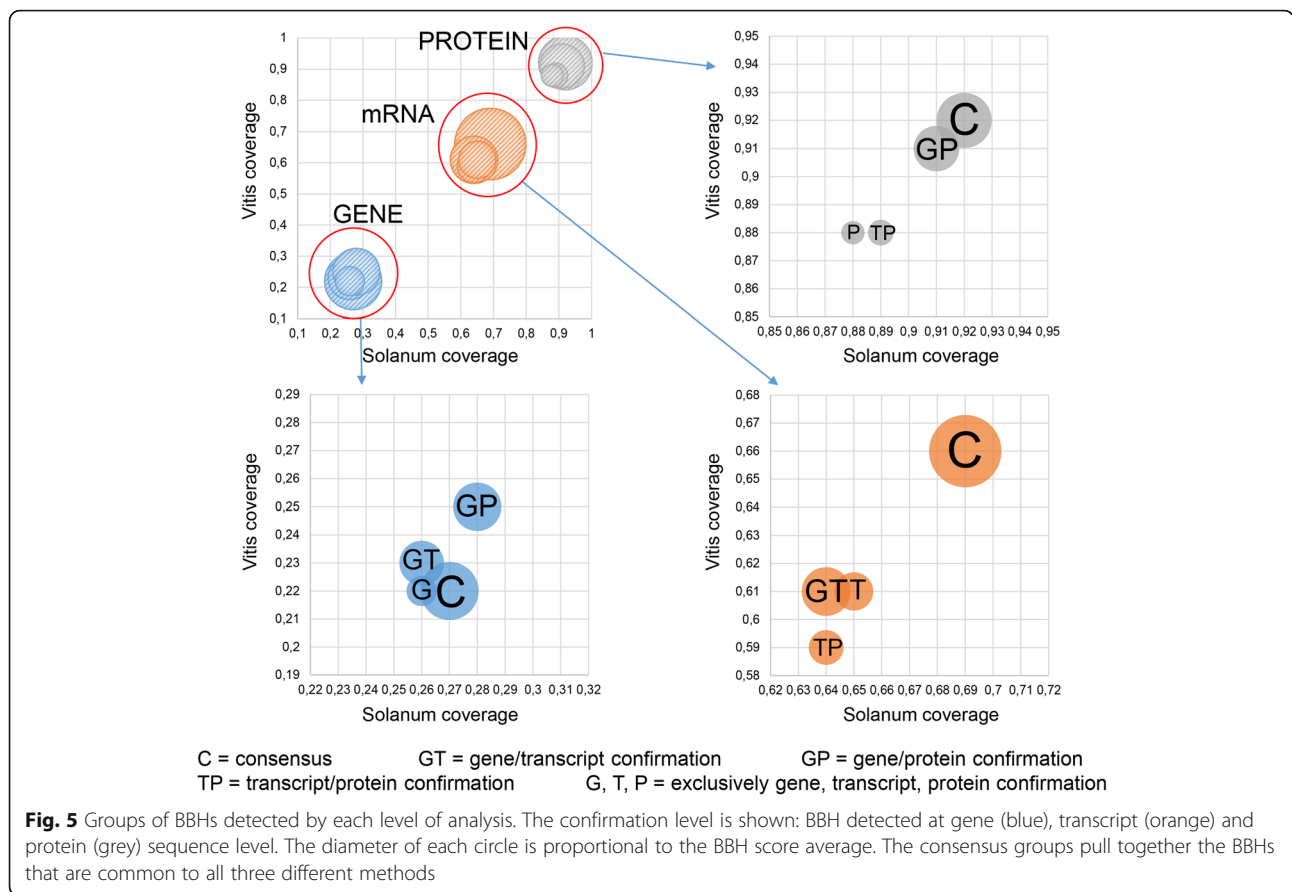 PROTEIN
mRNA
GENE
Vitis coverage
1
0,9
0,8
0,7
0,6
0,5
0,4
0,3
0,2
0,1
0,1 0,2 0,3 0,4 0,5 0,6 0,7 0,8 0,9 1
Solanum coverage
Vitis coverage
0,95
0,94
0,93
0,92
0,91
0,9
0,89
0,88
0,87
0,86
0,85
C
GP
P TP
0,85 0,86 0,87 0,88 0,89 0,9 0,91 0,92 0,93 0,94 0,95
Solanum coverage
Vitis coverage
0,29
0,28
0,27
0,26
0,25
0,24
0,23
0,22
0,21
0,2
0,19
GP
GT
G C
0,22 0,23 0,24 0,25 0,26 0,27 0,28 0,29 0,3 0,31 0,32
Solanum coverage
Vitis coverage
0,68
0,67
0,66
0,65
0,64
0,63
0,62
0,61
0,6
0,59
0,58
C
GT T
TP
0,62 0,63 0,64 0,65 0,66 0,67 0,68 0,69 0,7 0,71 0,72
Solanum coverage
C = consensus GT = gene/transcript confirmation GP = gene/protein confirmation
TP = transcript/protein confirmation G, T, P = exclusively gene, transcript, protein confirmation
Fig. 5 Groups of BBHs detected by each level of analysis. The confirmation level is shown: BBH detected at gene (blue), transcript (orange) and
protein (grey) sequence level. The diameter of each circle is proportional to the BBH score average. The consensus groups pull together the BBHs
that are common to all three different methods